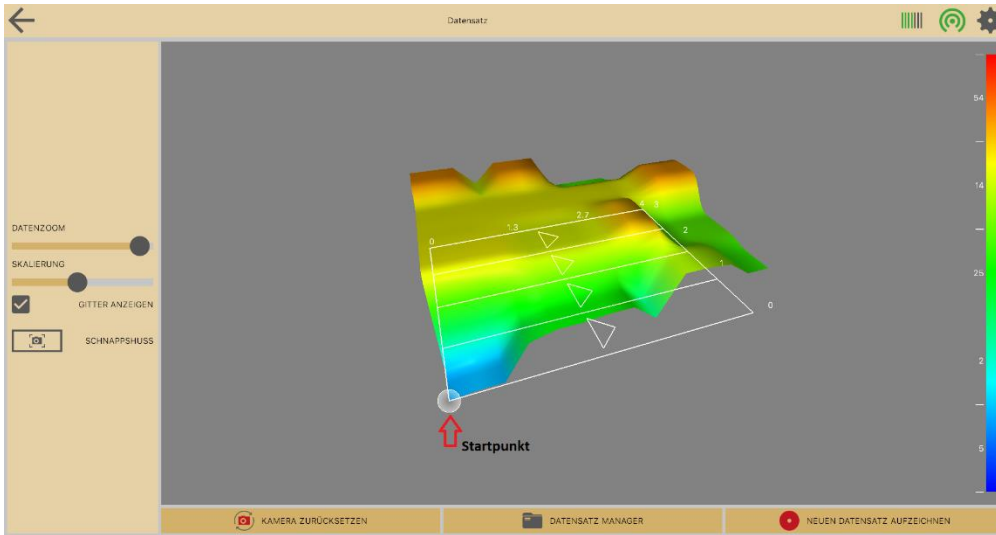 Datensatz
54
14
25
2
5
DATENZOOM
SKALIERUNG
GITTER ANZEIGEN
SCHNAPPSHUSS
0 1.3 2.7 4 3
2
1
0
Startpunkt
KAMERA ZURÜCKSETZEN
DATENSATZ MANAGER
NEUEN DATENSATZ AUFZEICHNEN